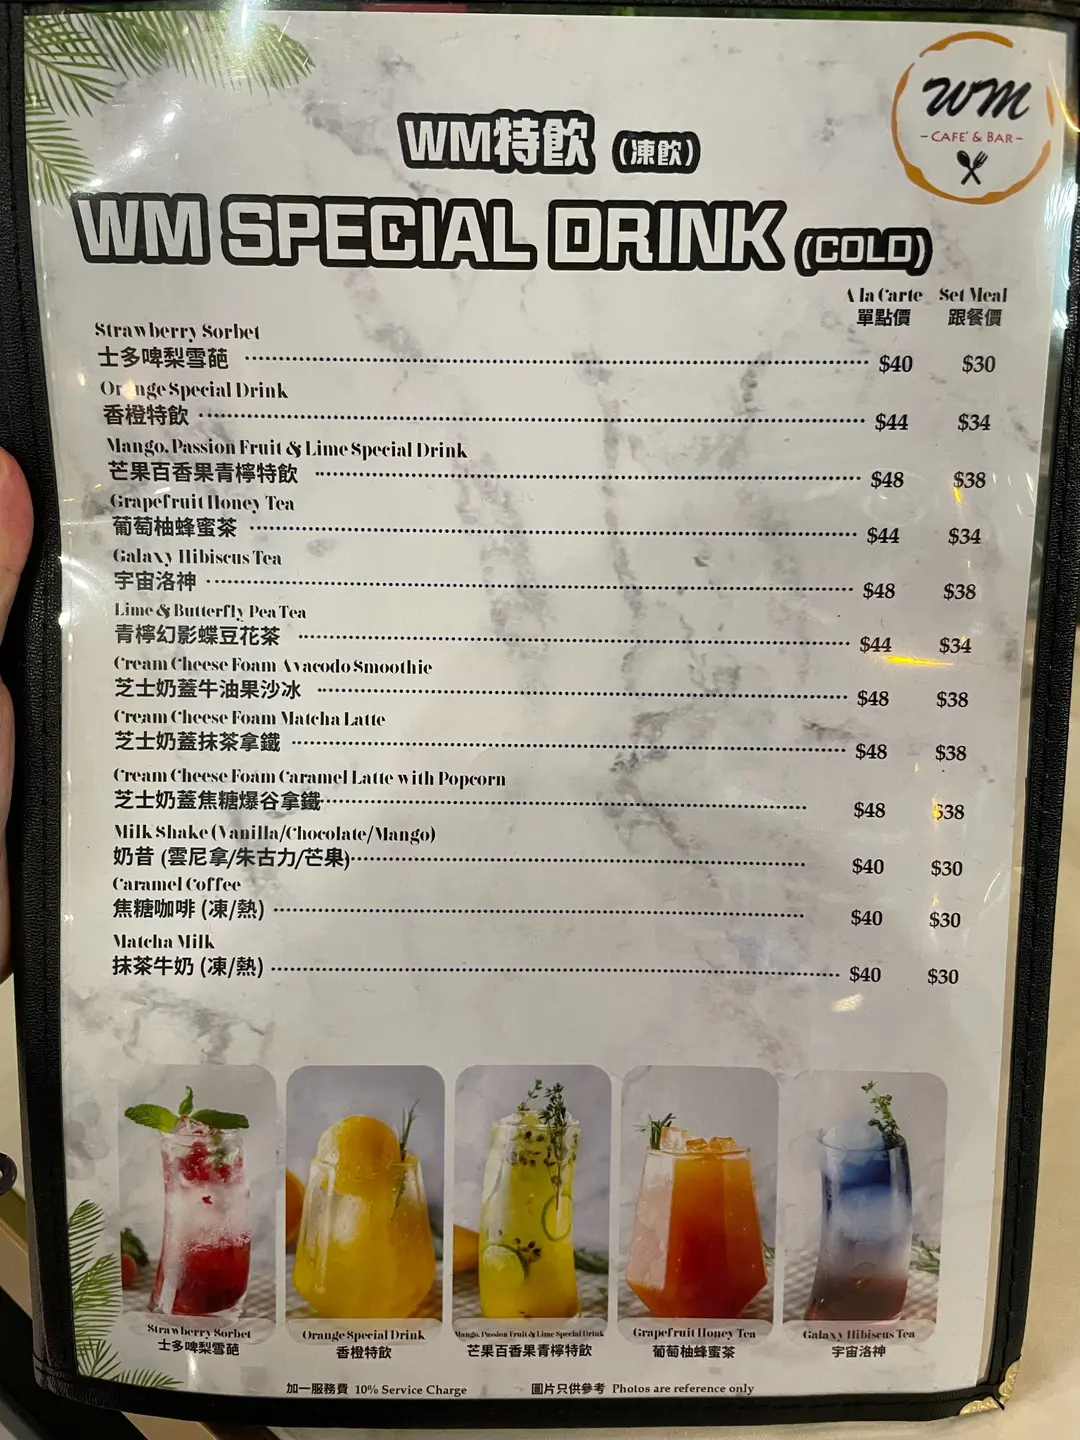 WM
- CAFE' & BAR -
WM特飲 (凍飲)
WM SPECIAL DRINK (COLD)
A la Carte Set Meal
單點價 跟餐價
Strawberry Sorbet
士多啤梨雪葩 $40 $30
Orange Special Drink
香橙特飲 $44 $34
Mango, Passion Fruit & Lime Special Drink
芒果百香果青檸特飲 $48 $38
Grapefruit Honey Tea
葡萄柚蜂蜜茶 $44 $34
Galaxy Hibiscus Tea
宇宙洛神 $48 $38
Lime & Butterfly Pea Tea
青檸幻影蝶豆花茶 $44 $34
Cream Cheese Foam Avacodo Smoothie
芝士奶蓋牛油果沙冰 $48 $38
Cream Cheese Foam Matcha Latte
芝士奶蓋抹茶拿鐵 $48 $38
Cream Cheese Foam Caramel Latte with Popcorn
芝士奶蓋焦糖爆谷拿鐵 $48 $38
Milk Shake (Vanilla/Chocolate/Mango)
奶昔 (雲尼拿/朱古力/芒果) $40 $30
Caramel Coffee
焦糖咖啡 (凍/熱) $40 $30
Matcha Milk
抹茶牛奶 (凍/熱) $40 $30
Strawberry Sorbet
士多啤梨雪葩
Orange Special Drink
香橙特飲
Mango, Passion Fruit & Lime Special Drink
芒果百香果青檸特飲
Grapefruit Honey Tea
葡萄柚蜂蜜茶
Galaxy Hibiscus Tea
宇宙洛神
加一服務費 10% Service Charge 圖片只供參考 Photos are reference only